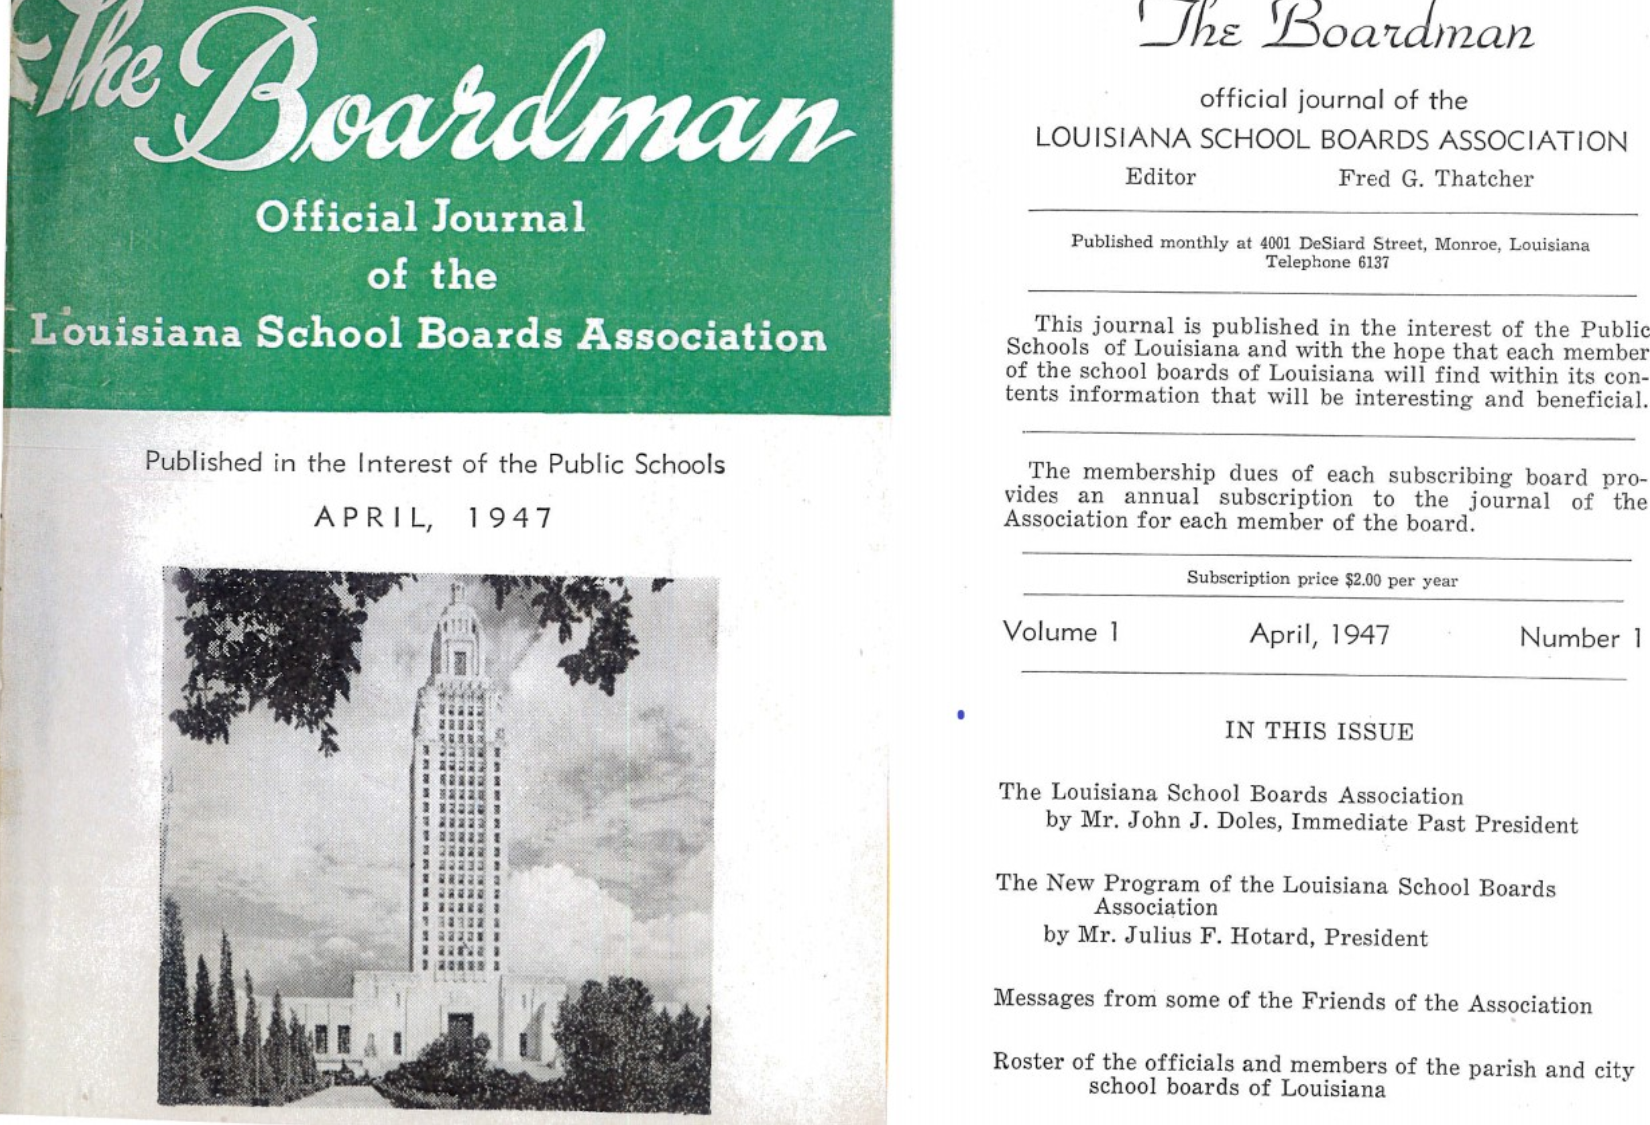 The Boardman
Official Journal
of the
Louisiana School Boards Association
Published in the Interest of the Public Schools
APRIL, 1947
The Boardman
official journal of the
LOUISIANA SCHOOL BOARDS ASSOCIATION
Editor Fred G. Thatcher
Published monthly at 4001 DeSiard Street, Monroe, Louisiana
Telephone 6137
This journal is published in the interest of the Public
Schools of Louisiana and with the hope that each member
of the school boards of Louisiana will find within its con-
tents information that will be interesting and beneficial.
The membership dues of each subscribing board pro-
vides an annual subscription to the journal of the
Association for each member of the board.
Subscription price $2.00 per year
Volume 1 April, 1947 Number 1
IN THIS ISSUE
The Louisiana School Boards Association
by Mr. John J. Doles, Immediate Past President
The New Program of the Louisiana School Boards
Association
by Mr. Julius F. Hotard, President
Messages from some of the Friends of the Association
Roster of the officials and members of the parish and city
school boards of Louisiana